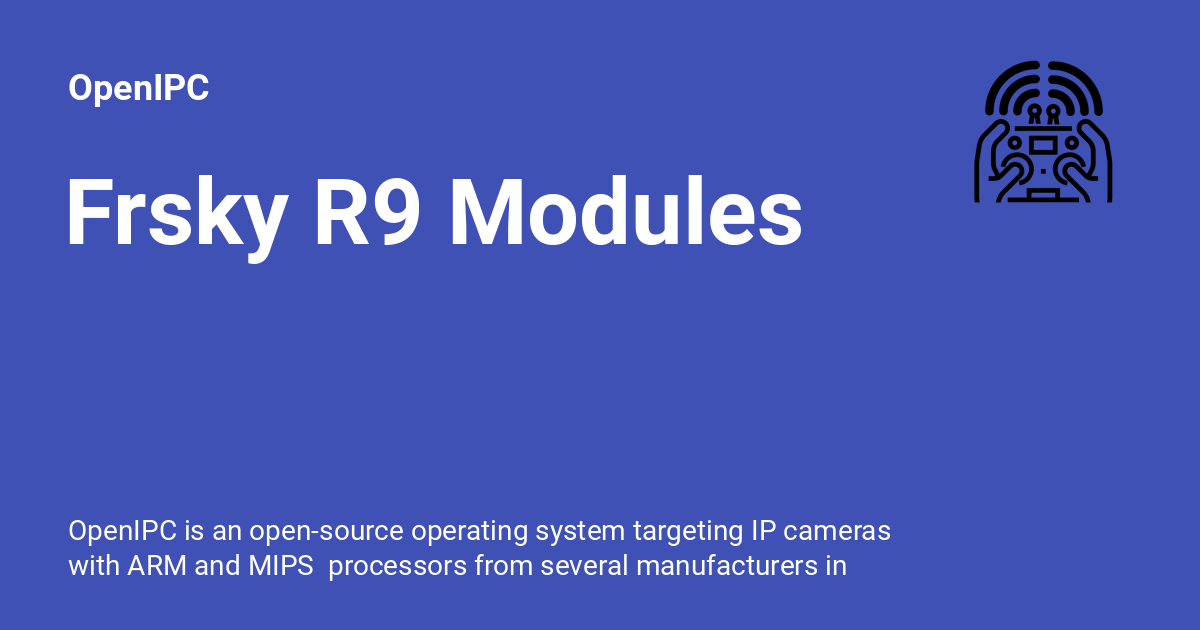 OpenIPC
Frsky R9 Modules
OpenIPC is an open-source operating system targeting IP cameras
with ARM and MIPS  processors from several manufacturers in